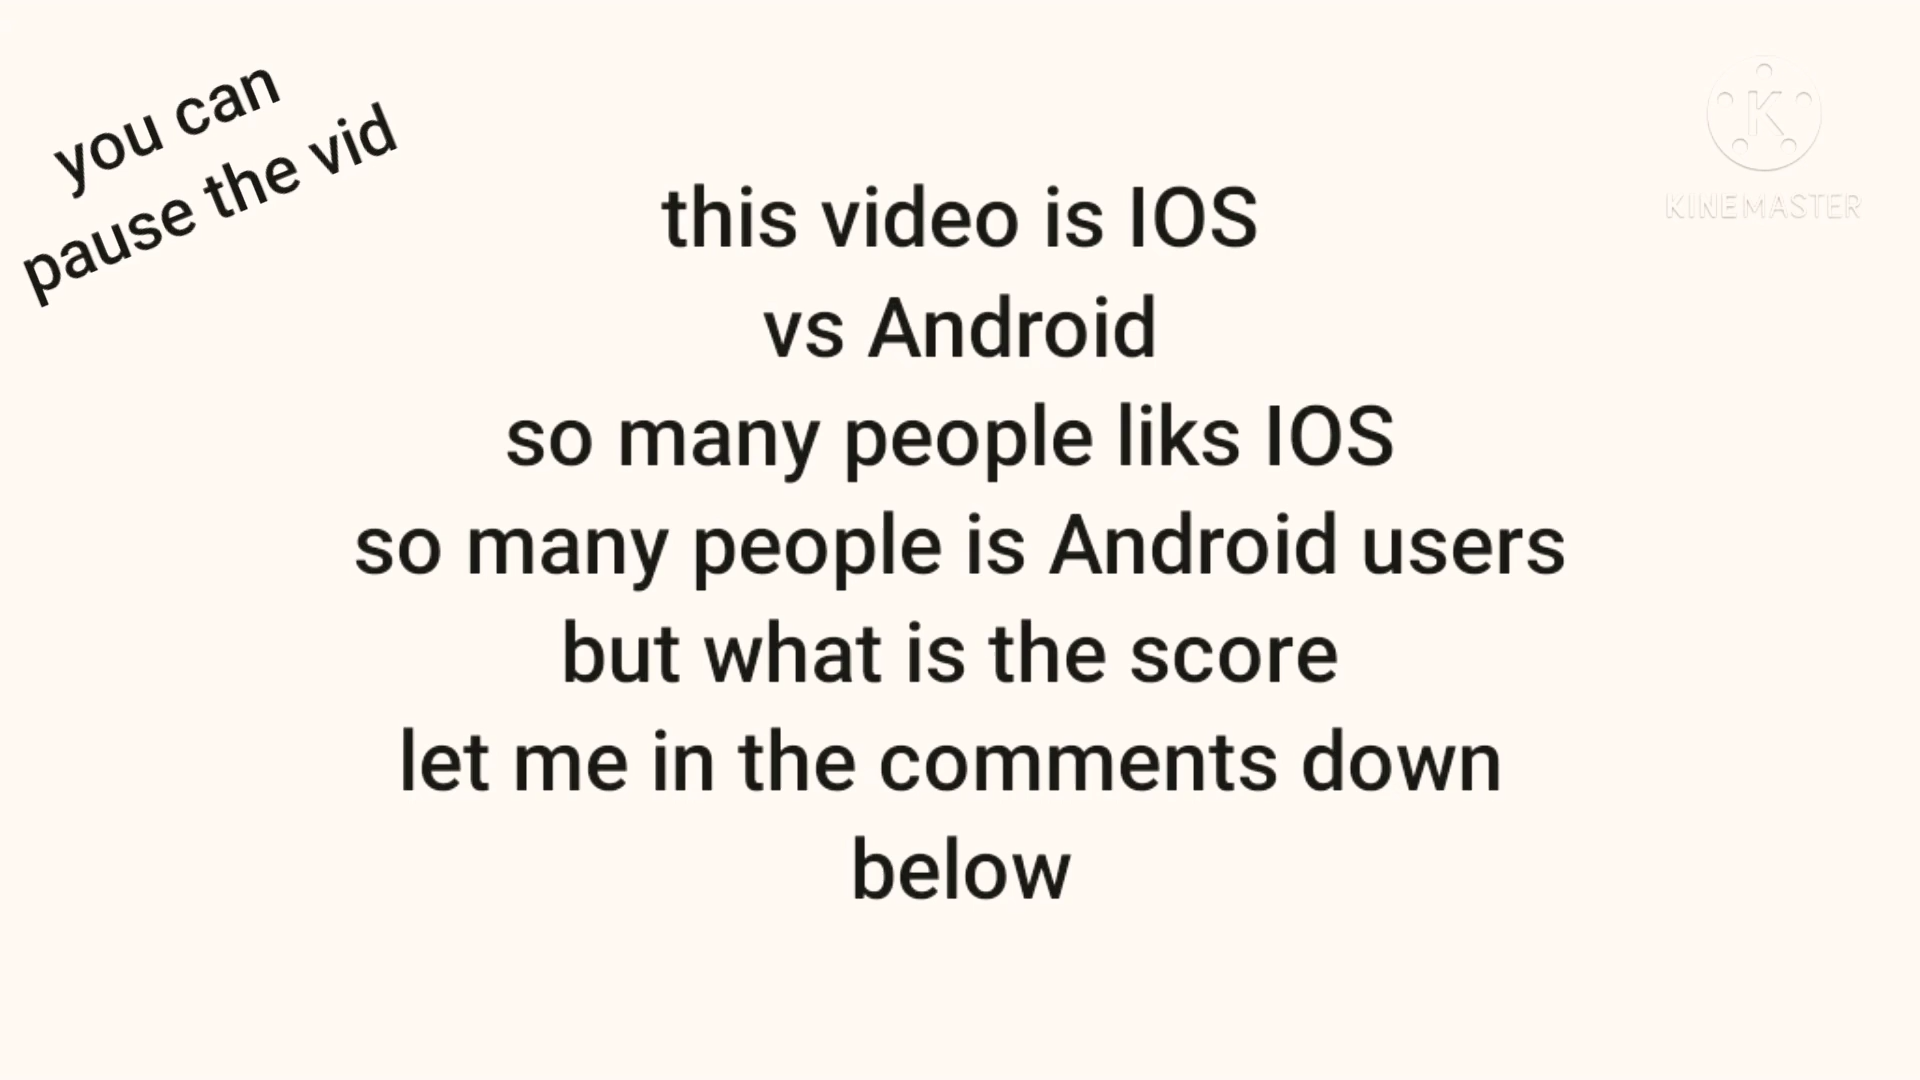 you can
pause the vid
KINEMASTER
this video is IOS
vs Android
so many people liks IOS
so many people is Android users
but what is the score
let me in the comments down
below